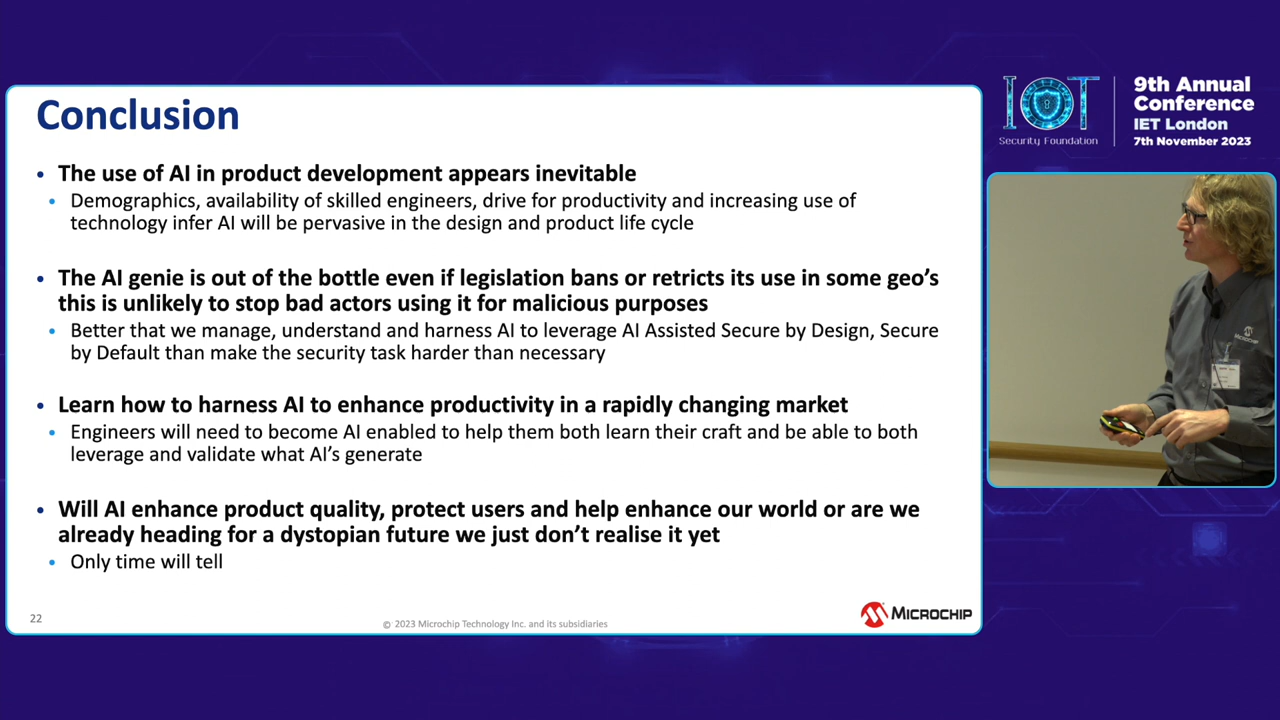 Conclusion
• The use of AI in product development appears inevitable
• Demographics, availability of skilled engineers, drive for productivity and increasing use of
technology infer AI will be pervasive in the design and product life cycle
• The AI genie is out of the bottle even if legislation bans or retricts its use in some geo's
this is unlikely to stop bad actors using it for malicious purposes
• Better that we manage, understand and harness AI to leverage AI Assisted Secure by Design, Secure
by Default than make the security task harder than necessary
• Learn how to harness AI to enhance productivity in a rapidly changing market
• Engineers will need to become AI enabled to help them both learn their craft and be able to both
leverage and validate what AI's generate
• Will AI enhance product quality, protect users and help enhance our world or are we
already heading for a dystopian future we just don't realise it yet
• Only time will tell
22
© 2023 Microchip Technology Inc. and its subsidiaries
MICROCHIP
IOT
Security Foundation
9th Annual
Conference
IET London
7th November 2023
MICROCHIP